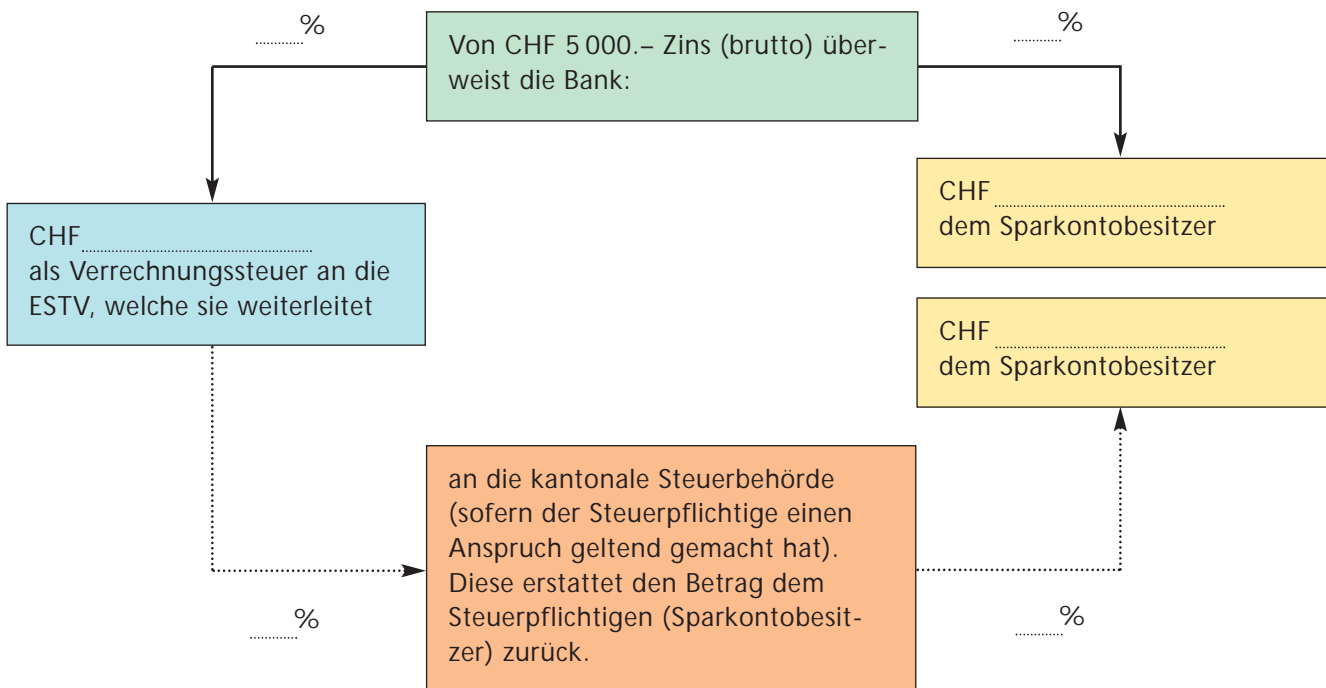 ........%
Von CHF 5 000.– Zins (brutto) über-
weist die Bank:
........%
CHF........................................
als Verrechnungssteuer an die
ESTV, welche sie weiterleitet
CHF........................................
dem Sparkontobesitzer
CHF........................................
dem Sparkontobesitzer
an die kantonale Steuerbehörde
(sofern der Steuerpflichtige einen
Anspruch geltend gemacht hat).
Diese erstattet den Betrag dem
Steuerpflichtigen (Sparkontobesit-
zer) zurück.
........%
........%